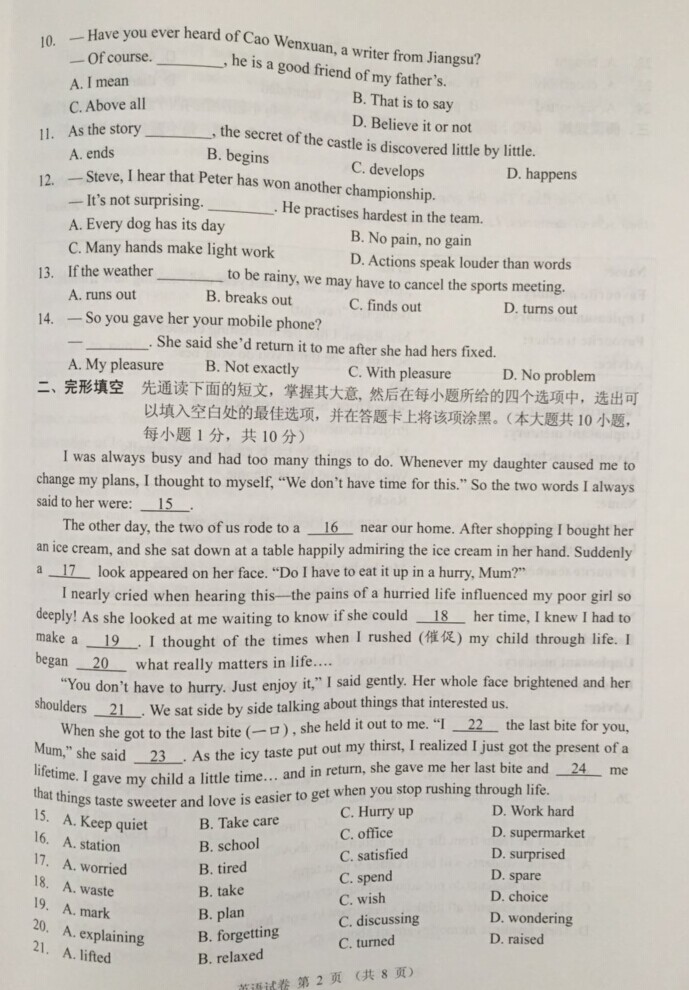 10. — Have you ever heard of Cao Wenxuan, a writer from Jiangsu?
— Of course. ________, he is a good friend of my father's.
A. I mean B. That is to say
C. Above all D. Believe it or not
11. As the story ________, the secret of the castle is discovered little by little.
A. ends B. begins C. develops D. happens
12. — Steve, I hear that Peter has won another championship.
— It's not surprising. ________. He practises hardest in the team.
A. Every dog has its day B. No pain, no gain
C. Many hands make light work D. Actions speak louder than words
13. If the weather ________ to be rainy, we may have to cancel the sports meeting.
A. runs out B. breaks out C. finds out D. turns out
14. — So you gave her your mobile phone?
— ________. She said she'd return it to me after she had hers fixed.
A. My pleasure B. Not exactly C. With pleasure D. No problem
二、完形填空 先通读下面的短文，掌握其大意, 然后在每小题所给的四个选项中，选出可
以填入空白处的最佳选项，并在答题卡上将该项涂黑。（本大题共 10 小题，
每小题 1 分，共 10 分）
I was always busy and had too many things to do. Whenever my daughter caused me to
change my plans, I thought to myself, “We don't have time for this.” So the two words I always
said to her were: 15 .
The other day, the two of us rode to a 16 near our home. After shopping I bought her
an ice cream, and she sat down at a table happily admiring the ice cream in her hand. Suddenly
a 17 look appeared on her face. “Do I have to eat it up in a hurry, Mum?”
I nearly cried when hearing this—the pains of a hurried life influenced my poor girl so
deeply! As she looked at me waiting to know if she could 18 her time, I knew I had to
make a 19 . I thought of the times when I rushed (催促) my child through life. I
began 20 what really matters in life….
“You don't have to hurry. Just enjoy it,” I said gently. Her whole face brightened and her
shoulders 21 . We sat side by side talking about things that interested us.
When she got to the last bite (一口) , she held it out to me. “I 22 the last bite for you,
Mum,” she said 23 . As the icy taste put out my thirst, I realized I just got the present of a
lifetime. I gave my child a little time… and in return, she gave me her last bite and 24 me
that things taste sweeter and love is easier to get when you stop rushing through life.
15. A. Keep quiet B. Take care C. Hurry up D. Work hard
16. A. station B. school C. office D. supermarket
17. A. worried B. tired C. satisfied D. surprised
18. A. waste B. take C. spend D. spare
19. A. mark B. plan C. wish D. choice
20. A. explaining B. forgetting C. discussing D. wondering
21. A. lifted B. relaxed C. turned D. raised
英语试卷 第 2 页 （共 8 页）